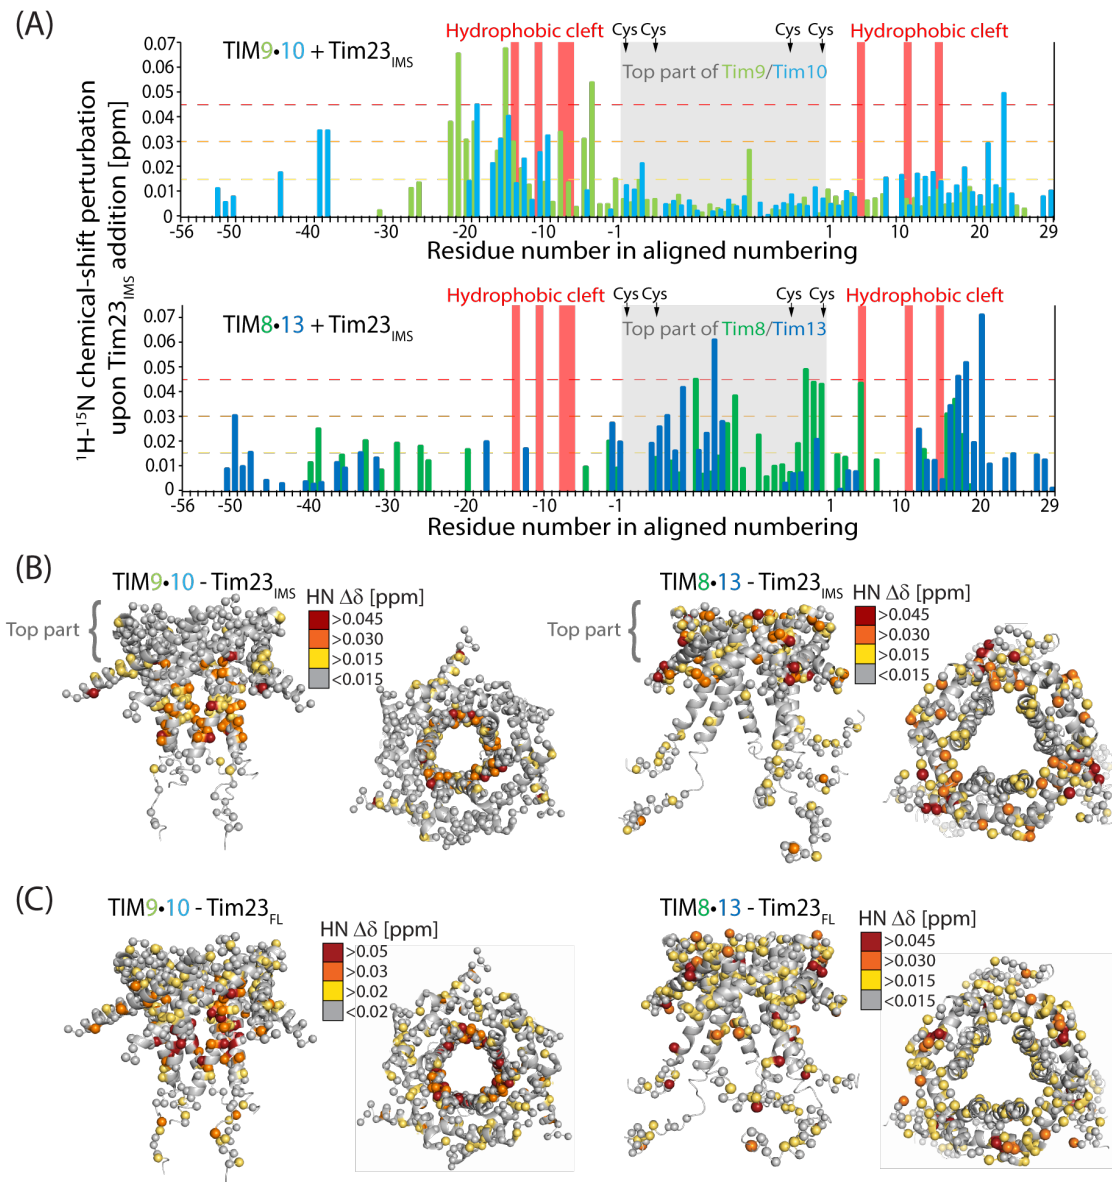 (A)
Cys Cys Cys Cys
Hydrophobic cleft Hydrophobic cleft
0.07
0.06
0.05
0.04
0.03
0.02
0.01
0
TIM9•10 + Tim23IMS
Top part of Tim9/Tim10
-56 -50 -40 -30 -20 -10 -1 1 10 20 29
Residue number in aligned numbering
¹H-¹⁵N chemical-shift perturbation
upon Tim23IMS addition [ppm]
Cys Cys Cys Cys
Hydrophobic cleft Hydrophobic cleft
0.07
0.06
0.05
0.04
0.03
0.02
0.01
0
TIM8•13 + Tim23IMS
Top part of Tim8/Tim13
-56 -50 -40 -30 -20 -10 -1 1 10 20 29
Residue number in aligned numbering
(B)
TIM9•10 - Tim23IMS
Top part {
HN Δδ [ppm]
>0.045
>0.030
>0.015
<0.015
TIM8•13 - Tim23IMS
Top part {
HN Δδ [ppm]
>0.045
>0.030
>0.015
<0.015
(C)
TIM9•10 - Tim23FL
HN Δδ [ppm]
>0.05
>0.03
>0.02
<0.02
TIM8•13 - Tim23FL
HN Δδ [ppm]
>0.045
>0.030
>0.015
<0.015